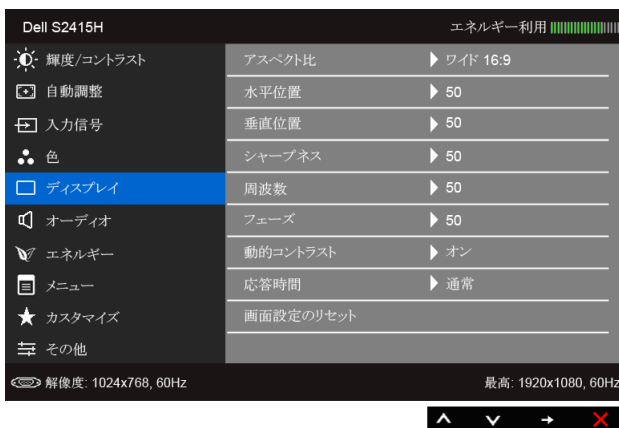 Dell S2415H エネルギー利用
輝度/コントラスト アスペクト比 ワイド 16:9
自動調整 水平位置 50
入力信号 垂直位置 50
色 シャープネス 50
ディスプレイ 周波数 50
オーディオ フェーズ 50
エネルギー 動的コントラスト オン
メニュー 応答時間 通常
カスタマイズ 画面設定のリセット
その他
解像度: 1024x768, 60Hz 最高: 1920x1080, 60Hz